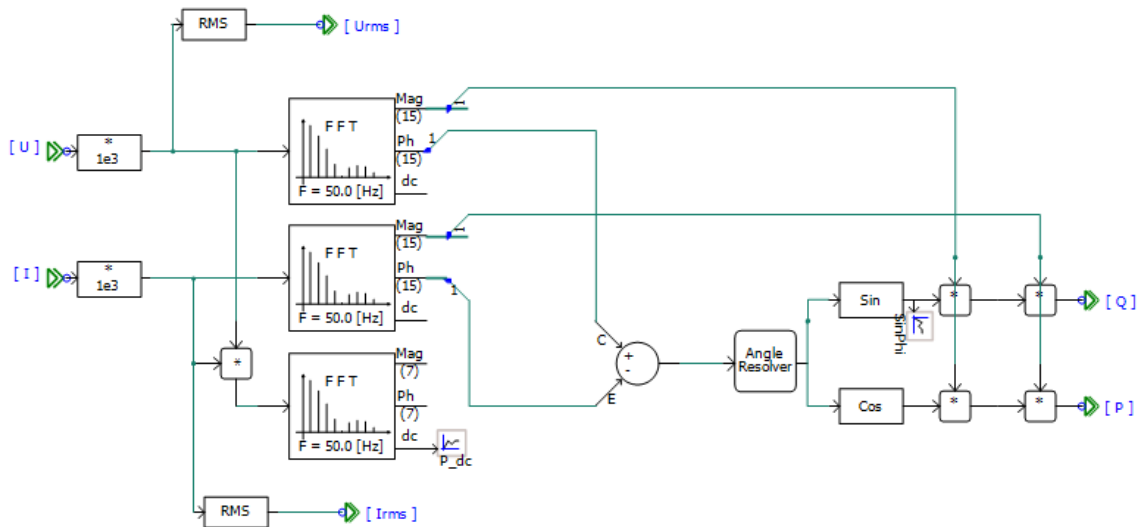 RMS
[ Urms ]
[ U ]
*
1e3
FFT
F = 50.0 [Hz]
Mag
(15)
Ph
(15)
dc
1
1
[ I ]
*
1e3
FFT
F = 50.0 [Hz]
Mag
(15)
Ph
(15)
dc
1
1
*
FFT
F = 50.0 [Hz]
Mag
(7)
Ph
(7)
dc
P_dc
C
+
-
E
Angle
Resolver
Sin
SinPhi
*
*
[ Q ]
Cos
*
*
[ P ]
RMS
[ Irms ]